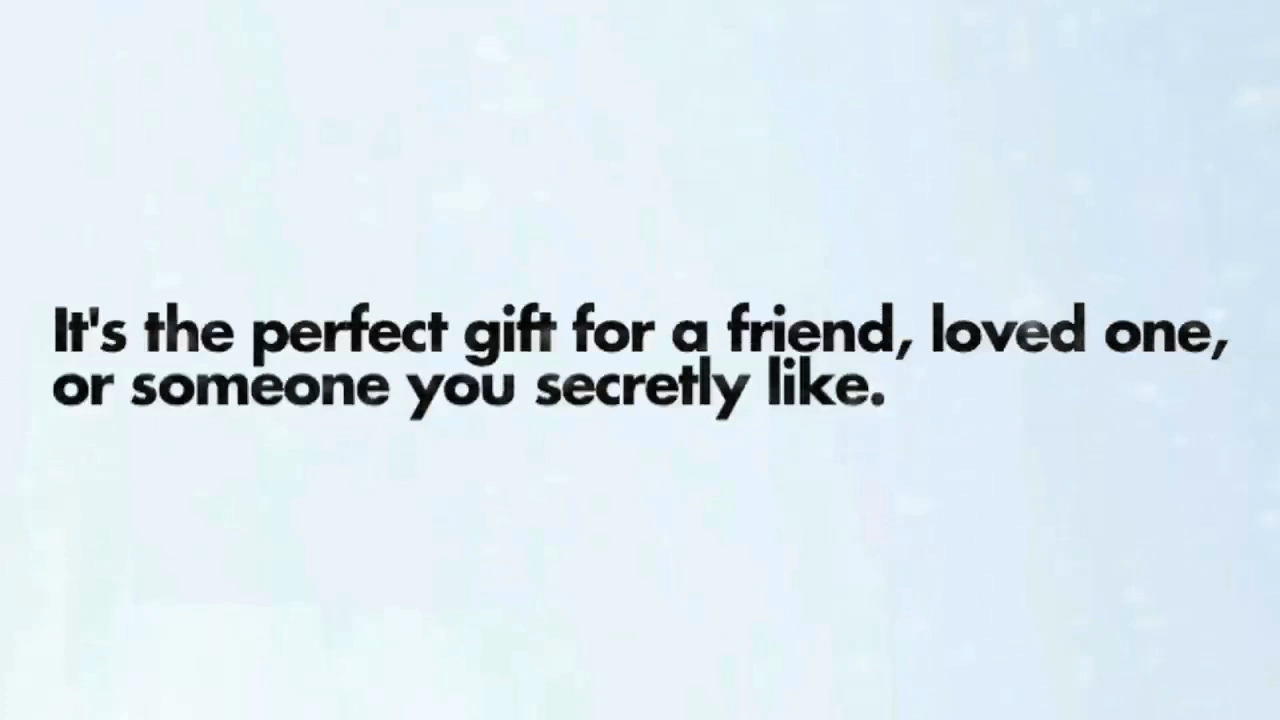 It's the perfect gift for a friend, loved one,
or someone you secretly like.